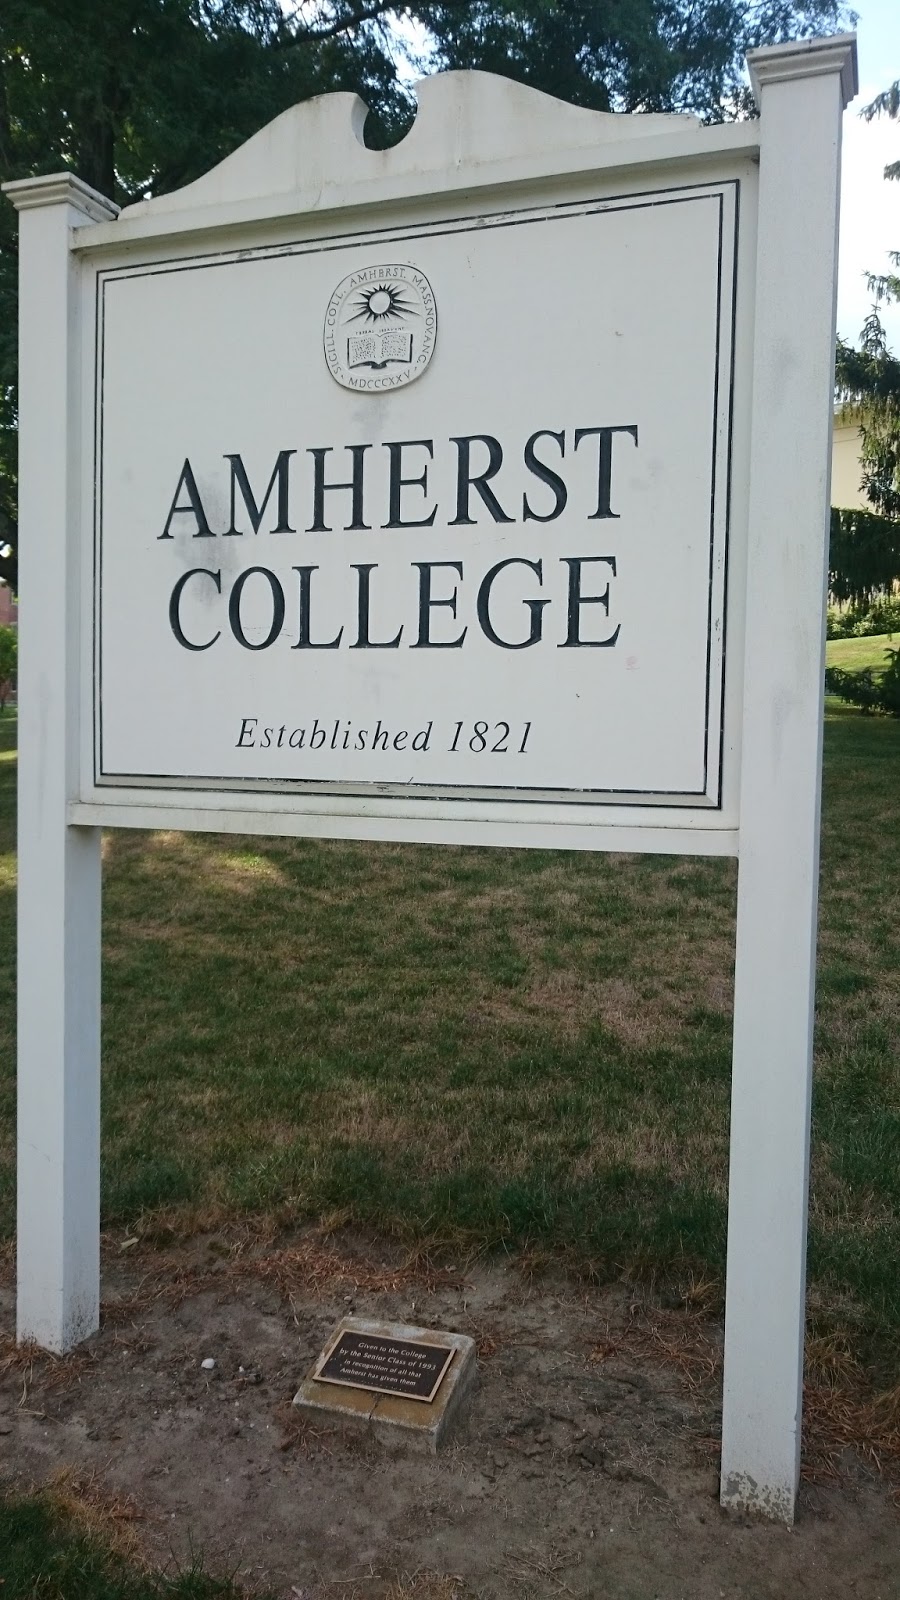 SIGILL. COLL. AMHERST. MASS. NOV. ANG.
MDCCCXXV
AMHERST
COLLEGE
Established 1821
Given to the College
by the Senior Class of 1993
in recognition of all that
Amherst has given them